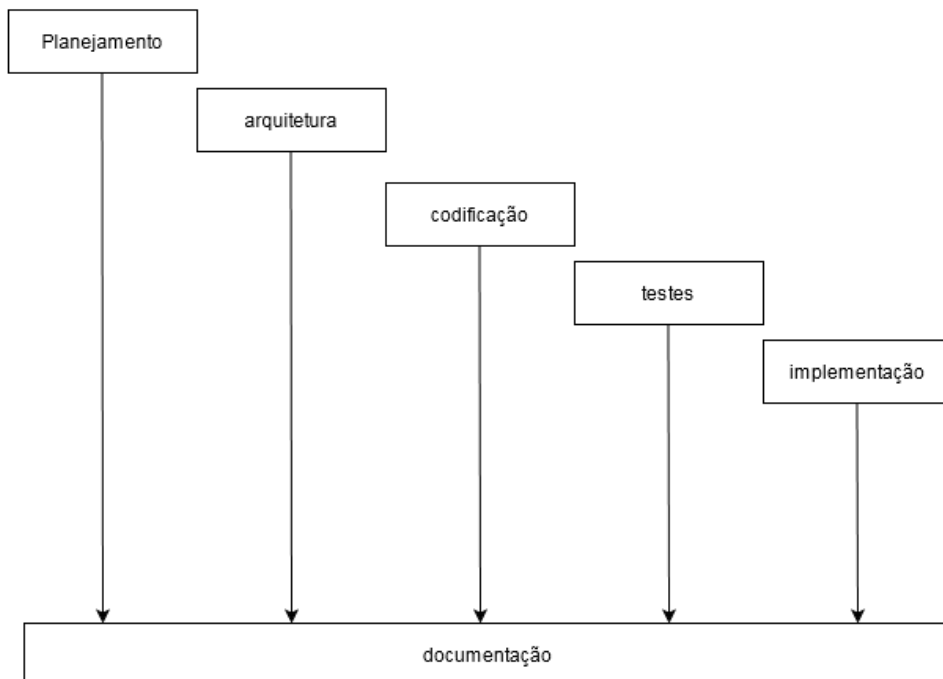 Planejamento
arquitetura
codificação
testes
implementação
documentação